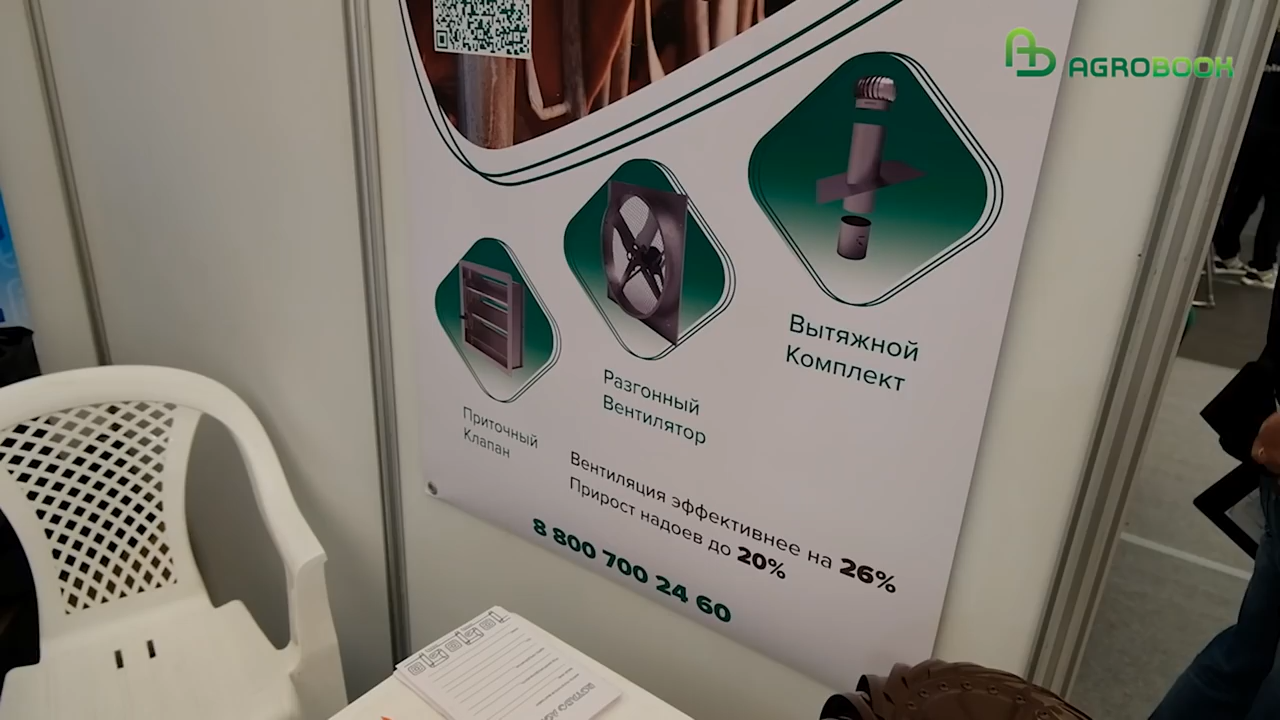 AGROBOOK
Вытяжной
Комплект
Разгонный
Вентилятор
Приточный
Клапан
Вентиляция эффективнее на 26%
Прирост надоев до 20%
8 800 700 24 60